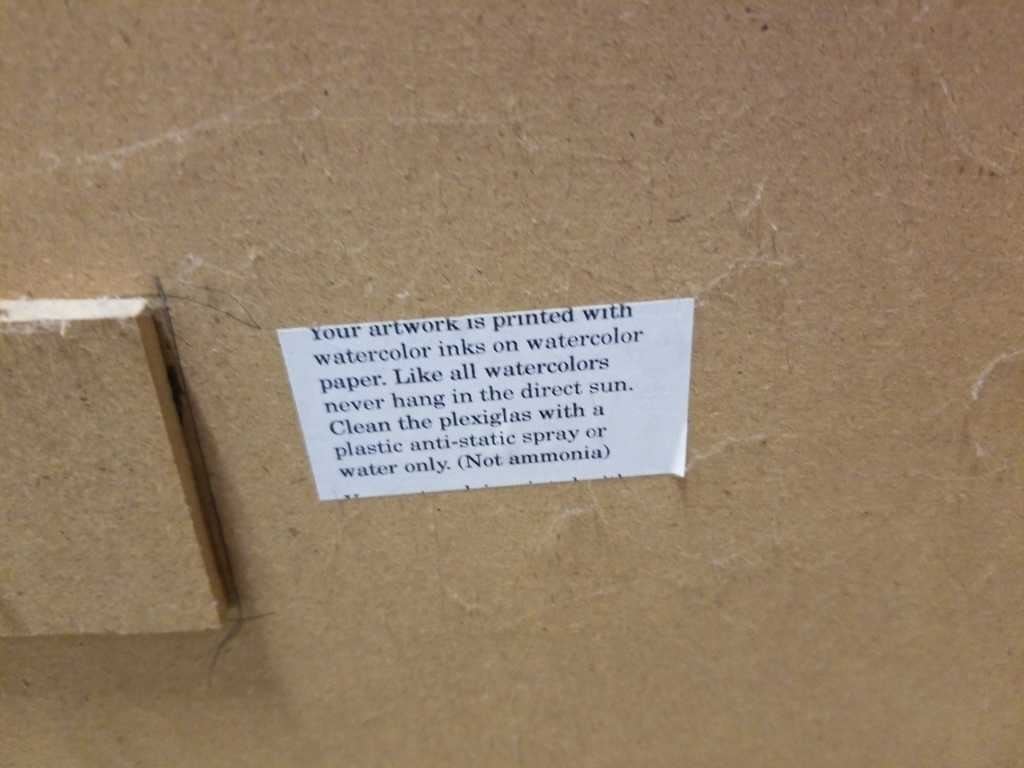 Your artwork is printed with
watercolor inks on watercolor
paper. Like all watercolors
never hang in the direct sun.
Clean the plexiglas with a
plastic anti-static spray or
water only. (Not ammonia)